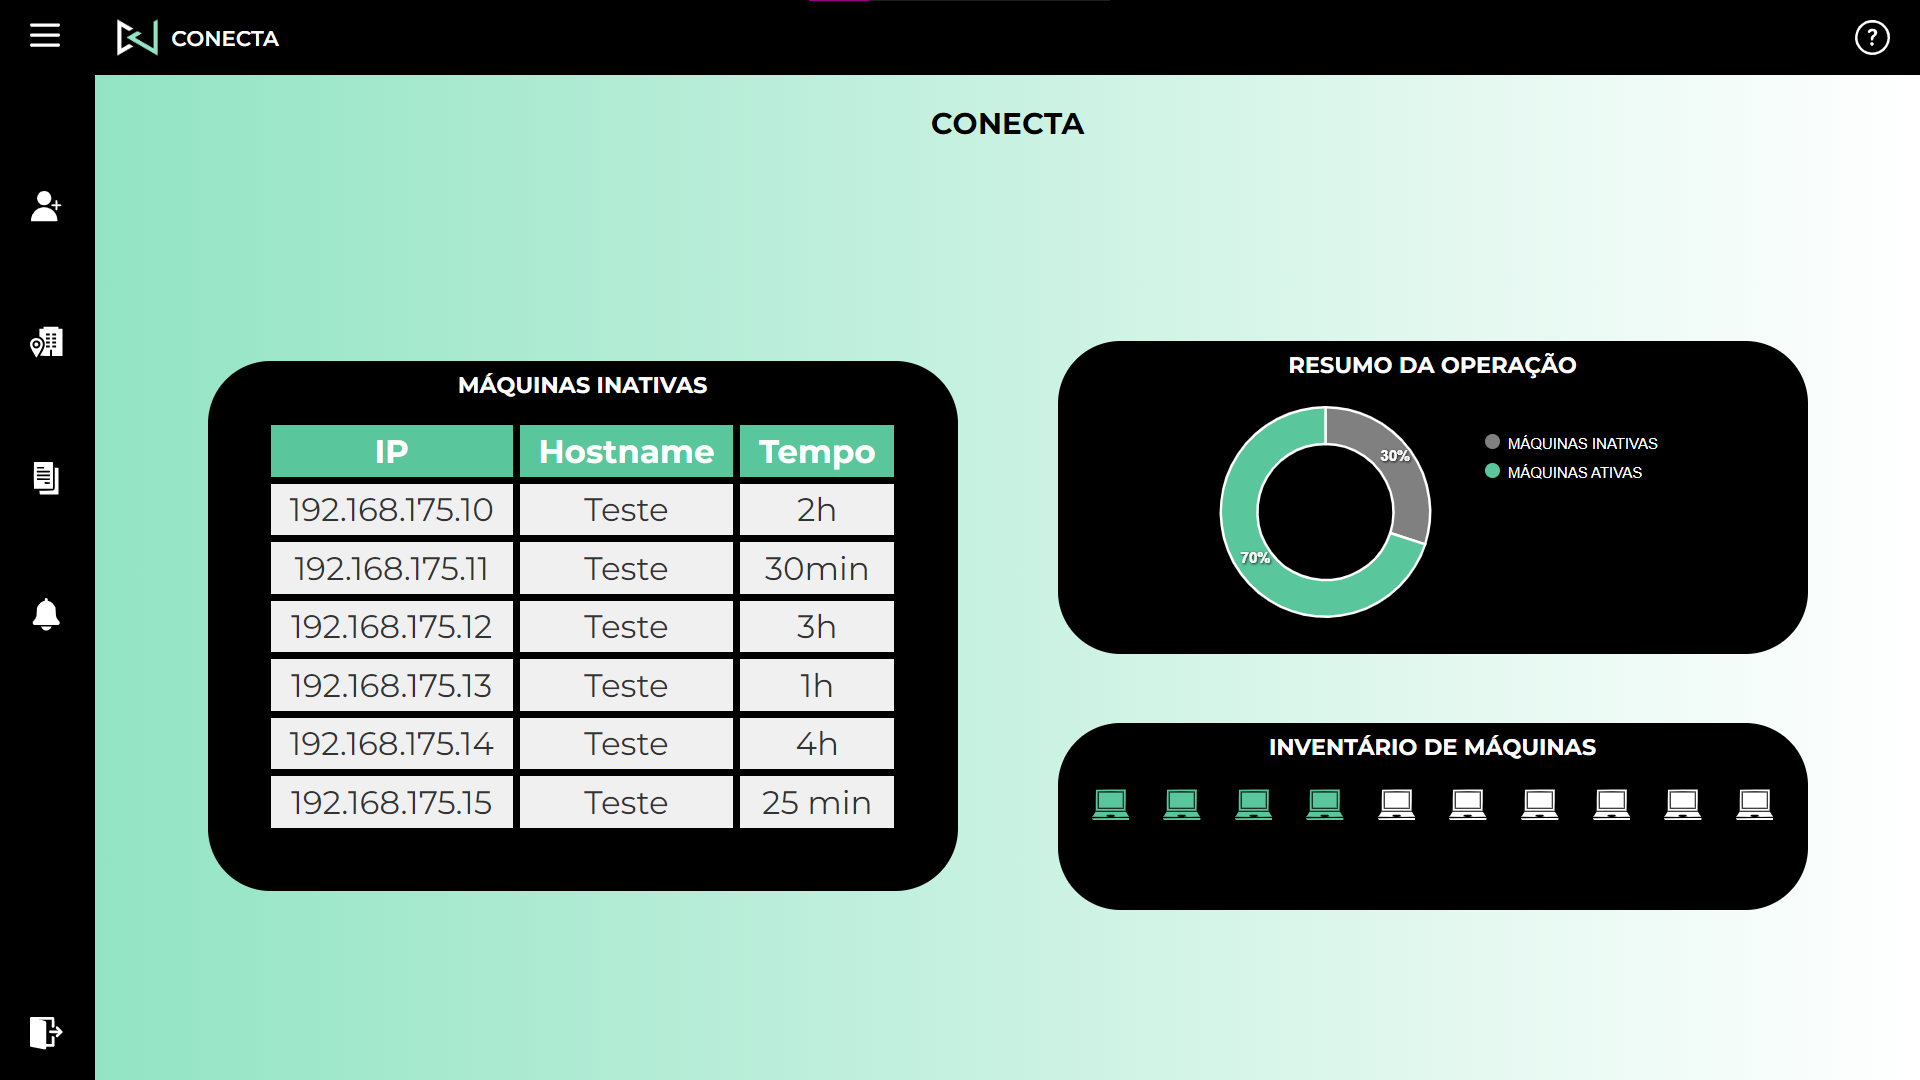 CONECTA
?
CONECTA
MÁQUINAS INATIVAS
IP Hostname Tempo
192.168.175.10 Teste 2h
192.168.175.11 Teste 30min
192.168.175.12 Teste 3h
192.168.175.13 Teste 1h
192.168.175.14 Teste 4h
192.168.175.15 Teste 25 min
RESUMO DA OPERAÇÃO
30%
70%
MÁQUINAS INATIVAS
MÁQUINAS ATIVAS
INVENTÁRIO DE MÁQUINAS